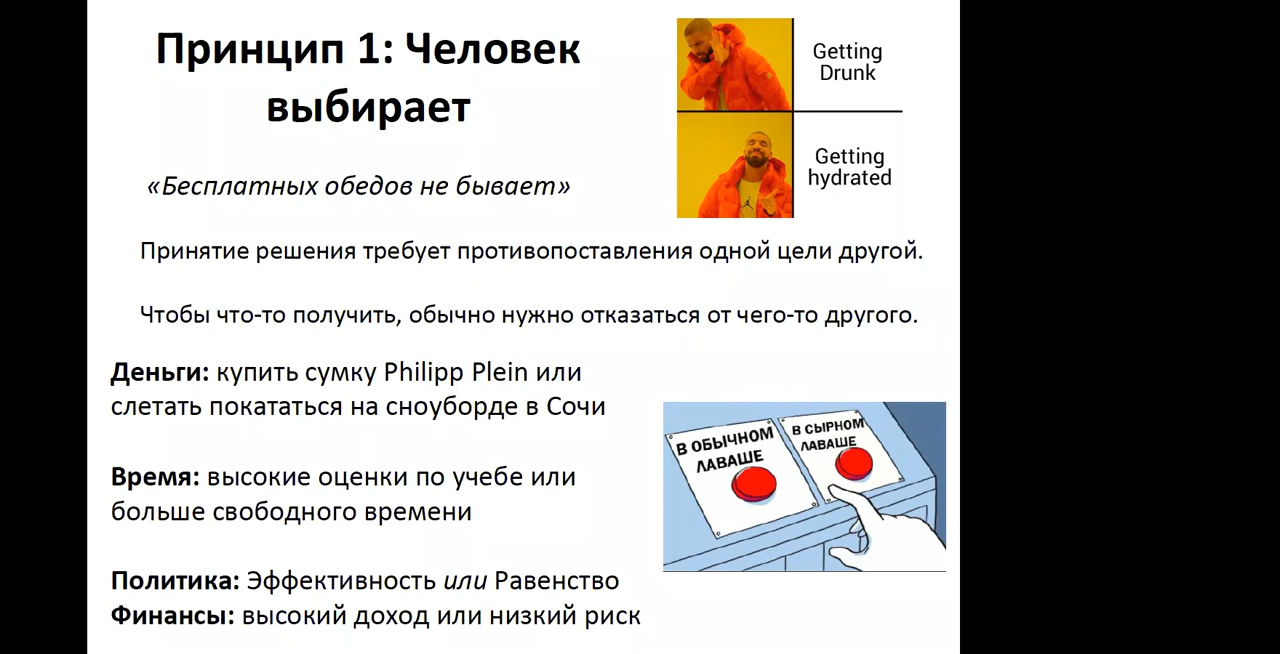 Принцип 1: Человек
выбирает
Getting
Drunk
Getting
hydrated
«Бесплатных обедов не бывает»
Принятие решения требует противопоставления одной цели другой.
Чтобы что-то получить, обычно нужно отказаться от чего-то другого.
Деньги: купить сумку Philipp Plein или
слетать покататься на сноуборде в Сочи
Время: высокие оценки по учебе или
больше свободного времени
Политика: Эффективность или Равенство
Финансы: высокий доход или низкий риск
В ОБЫЧНОМ
ЛАВАШЕ
В СЫРНОМ
ЛАВАШЕ